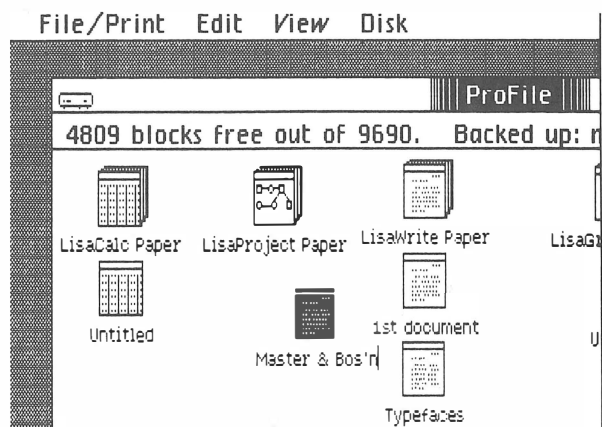 File/Print Edit View Disk
ProFile
4809 blocks free out of 9690. Backed up:
LisaCalc Paper LisaProject Paper LisaWrite Paper
Untitled 1st document
Master & Bos'n
Typefaces